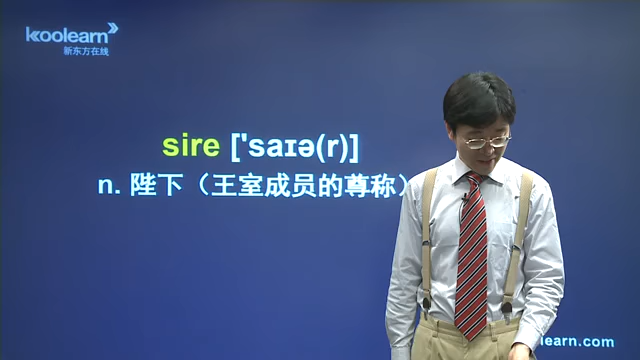 koolearn
新东方在线
sire ['saɪə(r)]
n. 陛下（王室成员的尊称）
learn.com